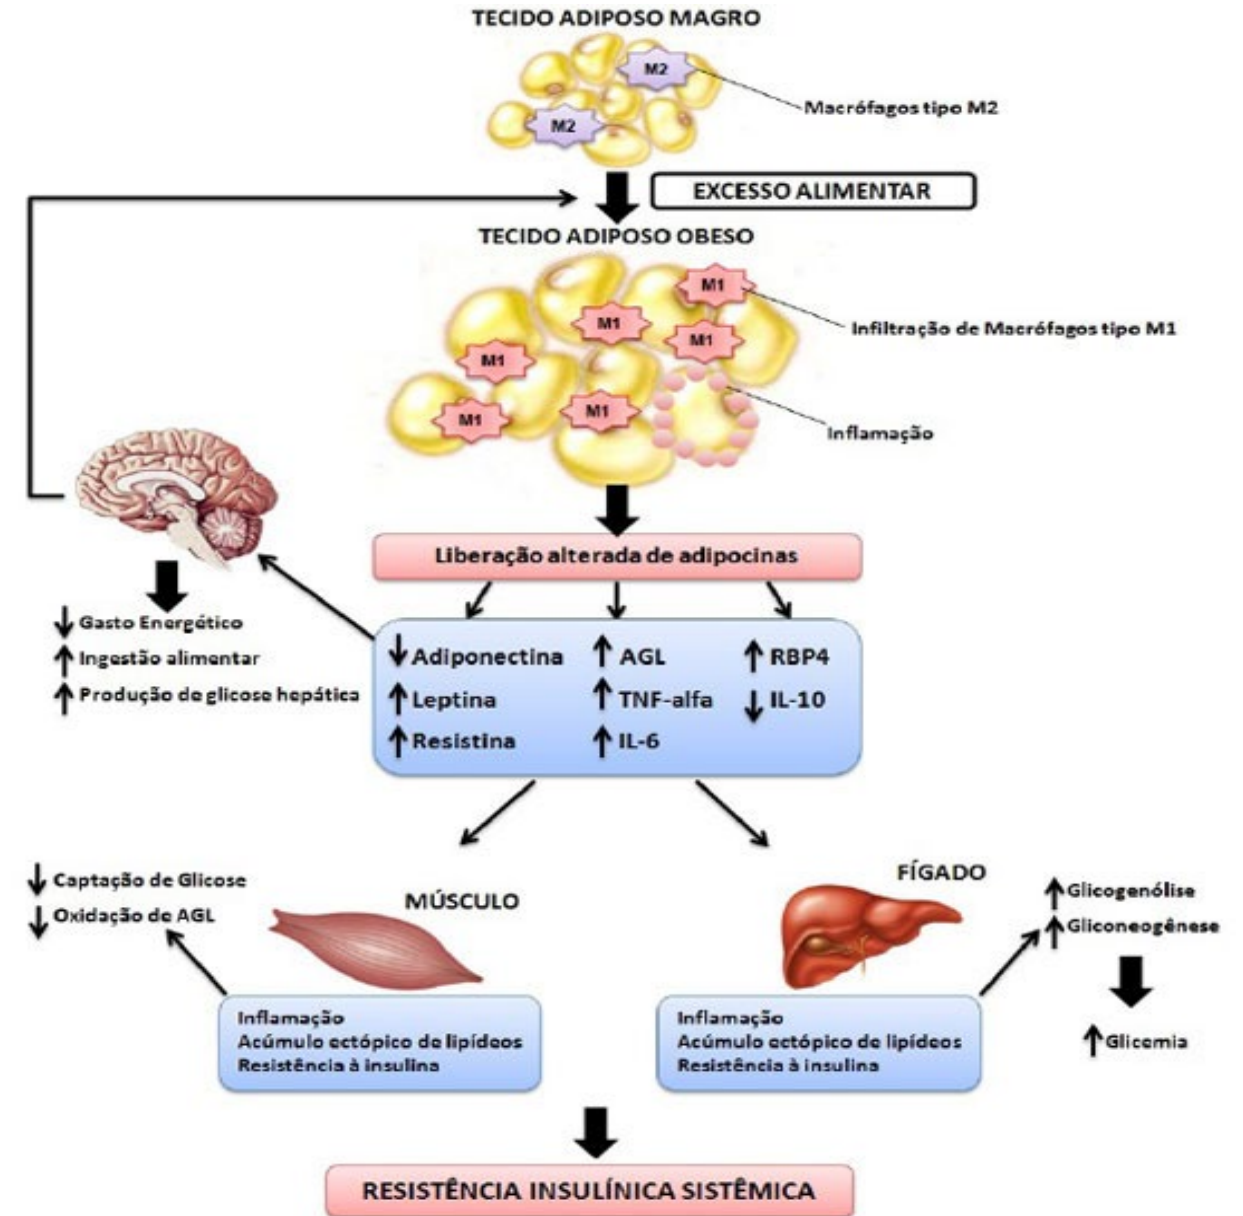 TECIDO ADIPOSO MAGRO
M2
Macrófagos tipo M2
M2
EXCESSO ALIMENTAR
TECIDO ADIPOSO OBESO
M1
M1
Infiltração de Macrófagos tipo M1
M1
M1
M1
M1
Inflamação
Liberação alterada de adipocinas
↓ Gasto Energético
↑ Ingestão alimentar
↑ Produção de glicose hepática
↓ Adiponectina
↑ Leptina
↑ Resistina
↑ AGL
↑ TNF-alfa
↑ IL-6
↑ RBP4
↓ IL-10
↓ Captação de Glicose
↓ Oxidação de AGL
MÚSCULO
Inflamação
Acúmulo ectópico de lipídeos
Resistência à insulina
FÍGADO
↑ Glicogenólise
↑ Gliconeogênese
↑ Glicemia
Inflamação
Acúmulo ectópico de lipídeos
Resistência à insulina
RESISTÊNCIA INSULÍNICA SISTÊMICA